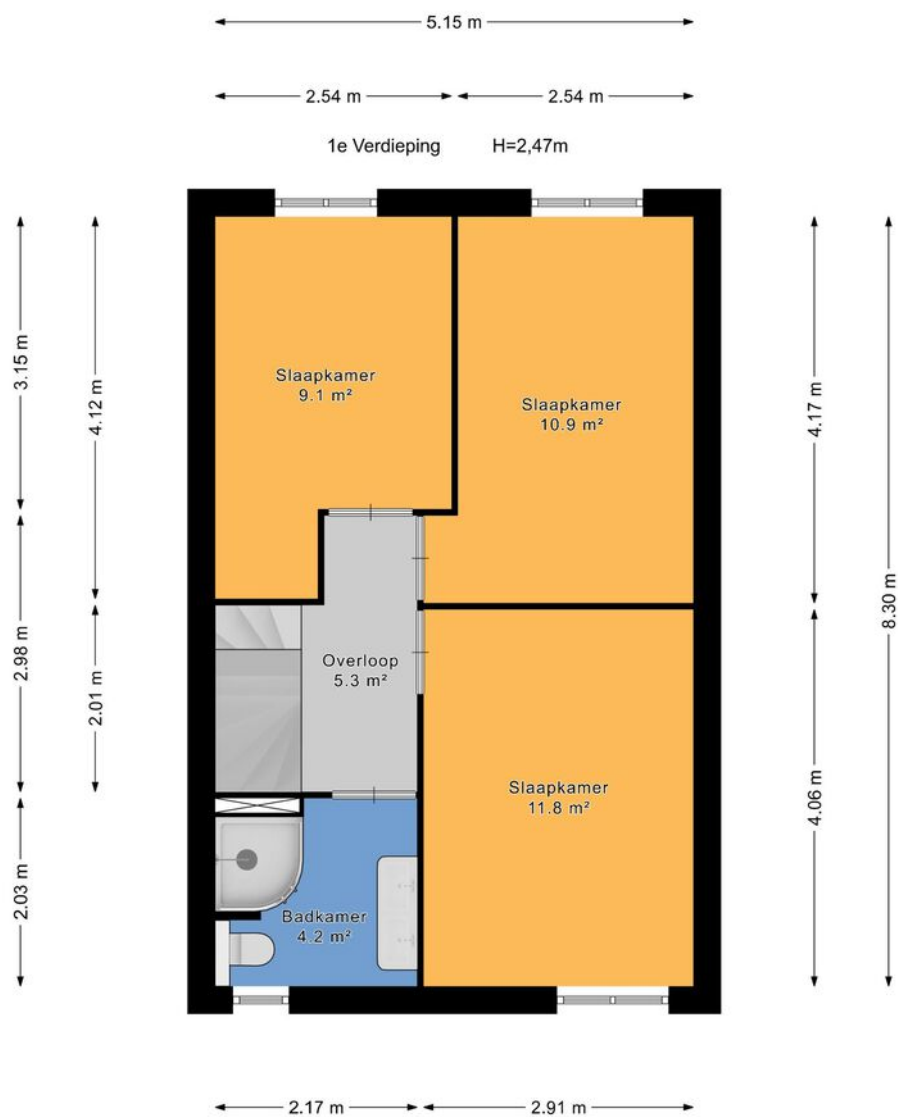 5.15 m
2.54 m
2.54 m
1e Verdieping H=2,47m
3.15 m
4.12 m
4.17 m
8.30 m
Slaapkamer
9.1 m²
Slaapkamer
10.9 m²
2.98 m
2.01 m
Overloop
5.3 m²
Slaapkamer
11.8 m²
4.06 m
2.03 m
Badkamer
4.2 m²
2.17 m
2.91 m